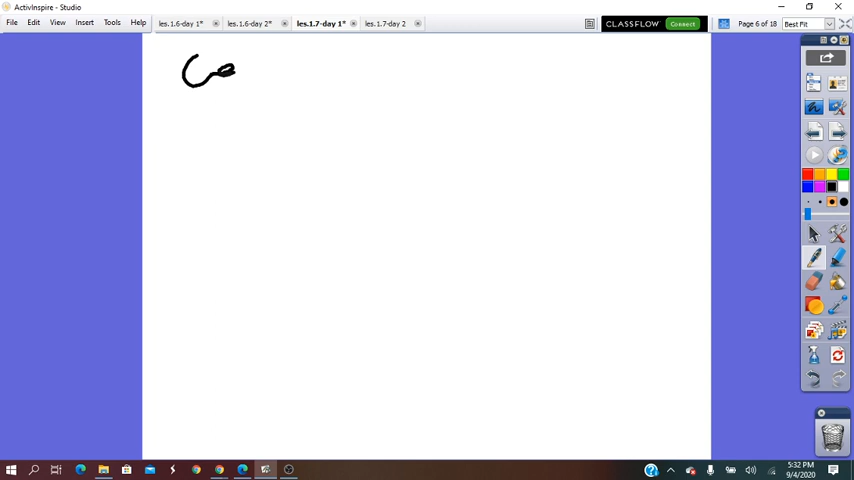 ActivInspire - Studio
File Edit View Insert Tools Help les.1.6-day 1* les.1.6-day 2* les.1.7-day 1* les.1.7-day 2 CLASSFLOW Connect Page 6 of 18 Best Fit
5:32 PM
9/4/2020